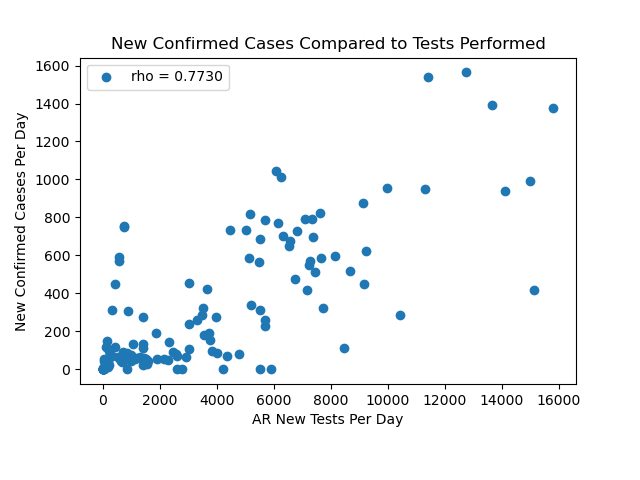 New Confirmed Cases Compared to Tests Performed
rho = 0.7730
New Confirmed Caeses Per Day
1600
1400
1200
1000
800
600
400
200
0
0 2000 4000 6000 8000 10000 12000 14000 16000
AR New Tests Per Day